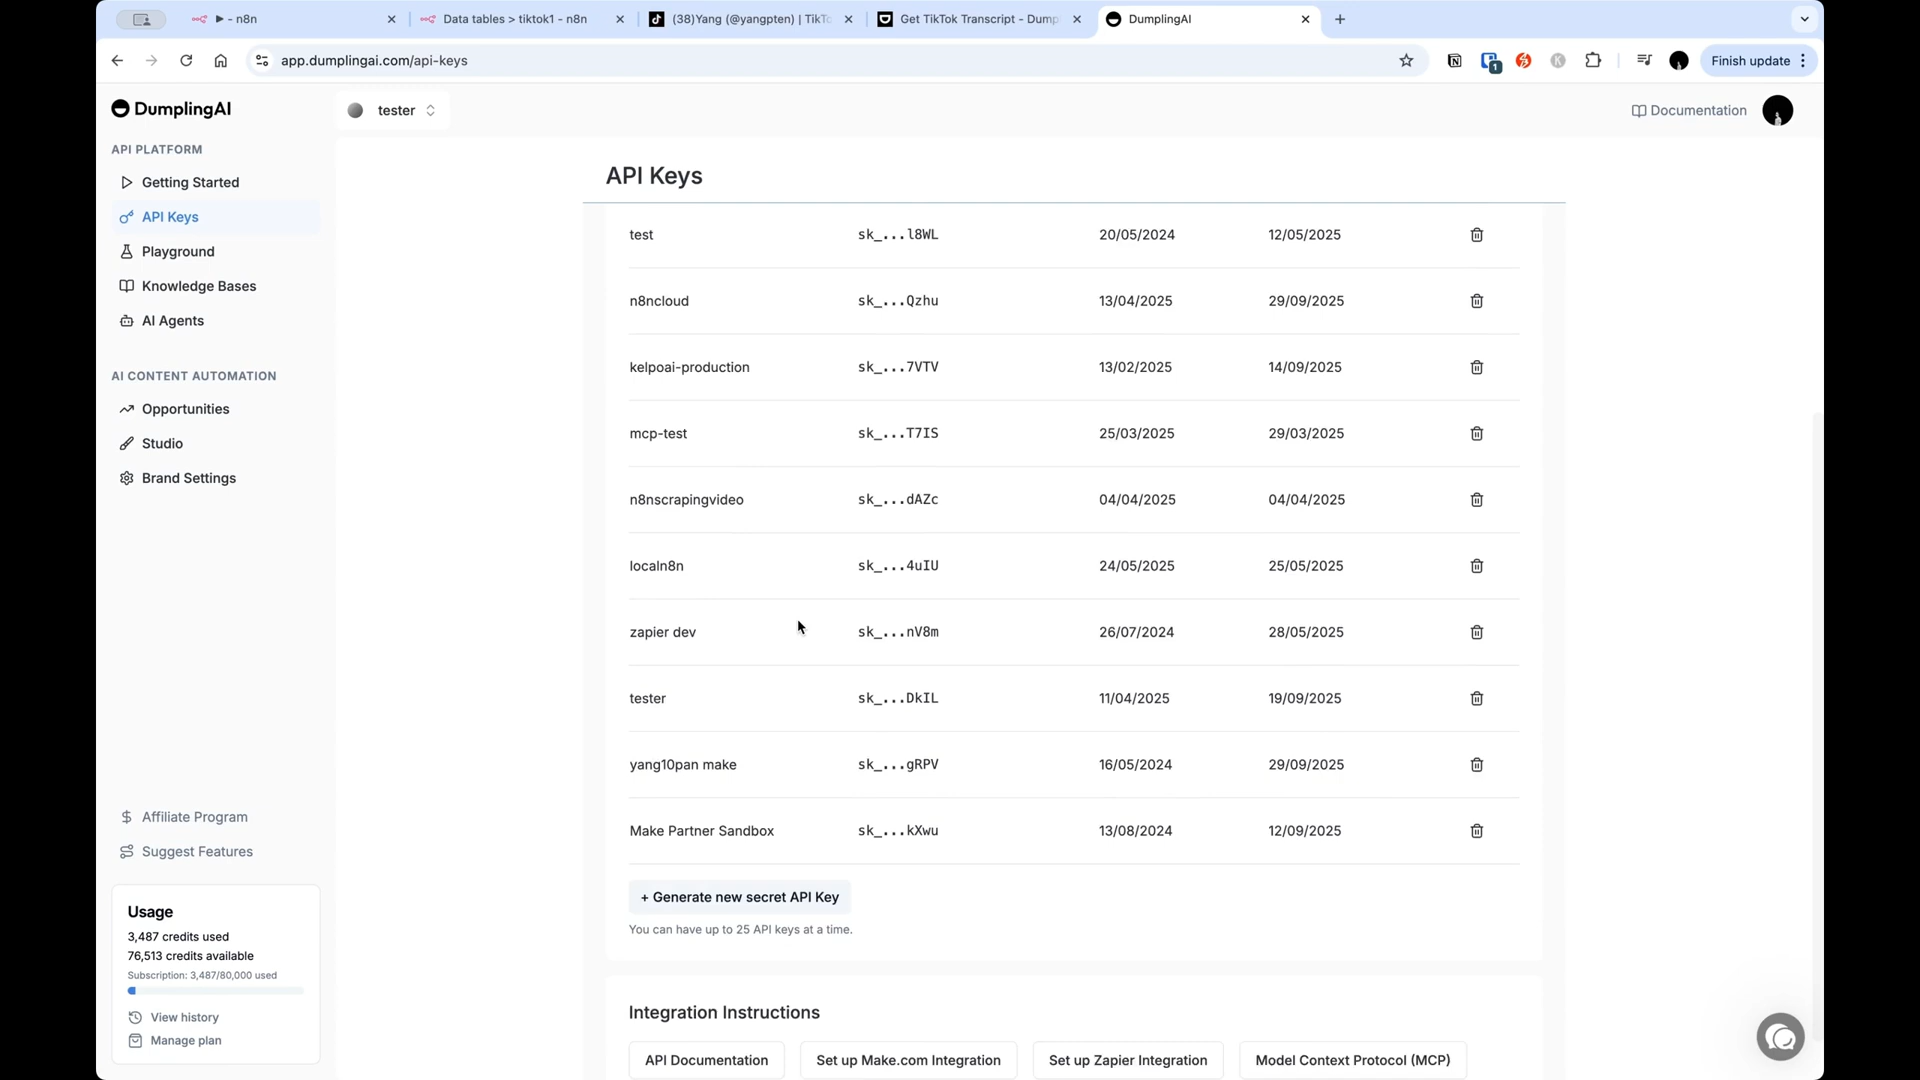 - n8n
Data tables > tiktok1 - n8n
(38)Yang (@yangpten) | TikTo
Get TikTok Transcript - Dump
DumplingAI
app.dumplingai.com/api-keys
1
K
Finish update
DumplingAI
tester
Documentation
API PLATFORM
Getting Started
API Keys
Playground
Knowledge Bases
AI Agents
AI CONTENT AUTOMATION
Opportunities
Studio
Brand Settings
Affiliate Program
Suggest Features
Usage
3,487 credits used
76,513 credits available
Subscription: 3,487/80,000 used
View history
Manage plan
API Keys
test sk_...l8WL 20/05/2024 12/05/2025
n8ncloud sk_...Qzhu 13/04/2025 29/09/2025
kelpoai-production sk_...7VTV 13/02/2025 14/09/2025
mcp-test sk_...T7IS 25/03/2025 29/03/2025
n8nscrapingvideo sk_...dAZc 04/04/2025 04/04/2025
localn8n sk_...4uIU 24/05/2025 25/05/2025
zapier dev sk_...nV8m 26/07/2024 28/05/2025
tester sk_...DkIL 11/04/2025 19/09/2025
yang10pan make sk_...gRPV 16/05/2024 29/09/2025
Make Partner Sandbox sk_...kXwu 13/08/2024 12/09/2025
+ Generate new secret API Key
You can have up to 25 API keys at a time.
Integration Instructions
API Documentation
Set up Make.com Integration
Set up Zapier Integration
Model Context Protocol (MCP)